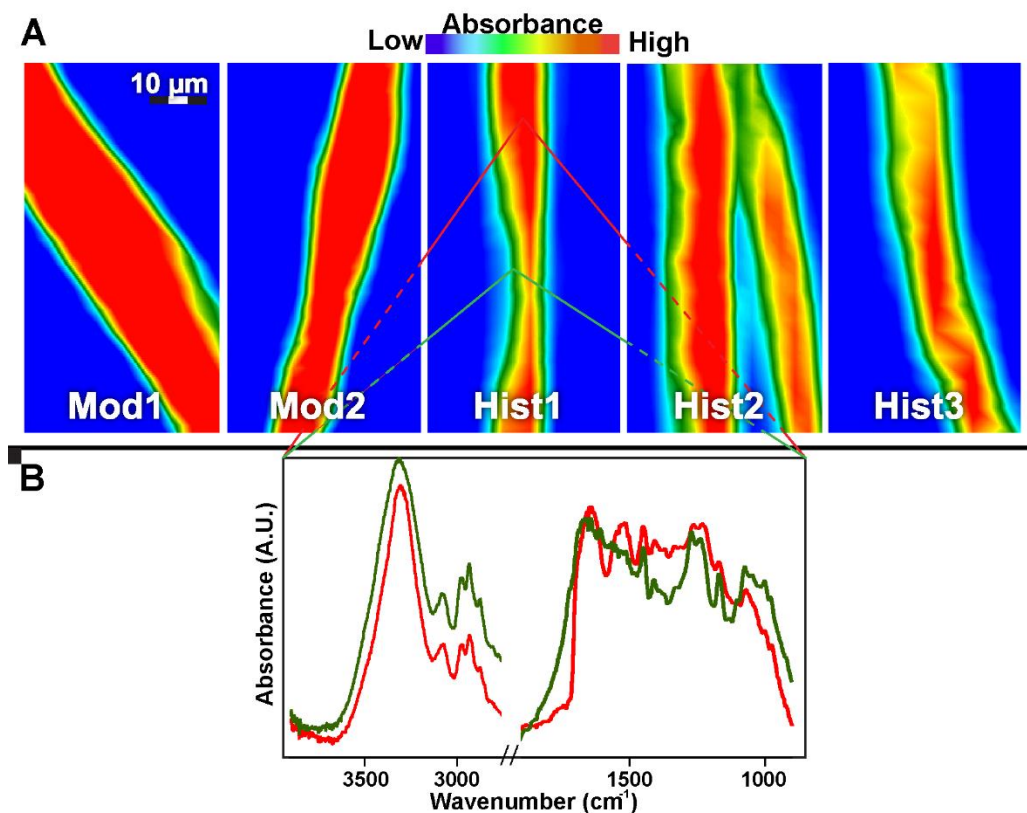 A
Absorbance
Low High
10 µm
Mod1 Mod2 Hist1 Hist2 Hist3
B
Absorbance (A.U.)
3500 3000 1500 1000
Wavenumber (cm⁻¹)